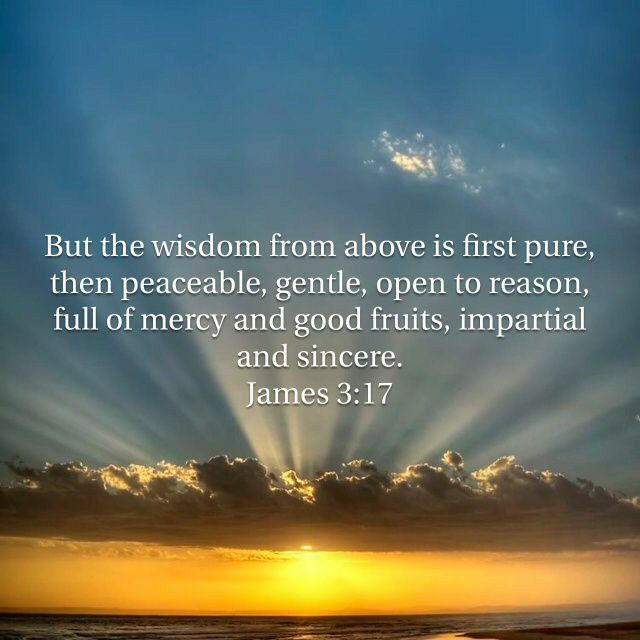 But the wisdom from above is first pure,
then peaceable, gentle, open to reason,
full of mercy and good fruits, impartial
and sincere.
James 3:17